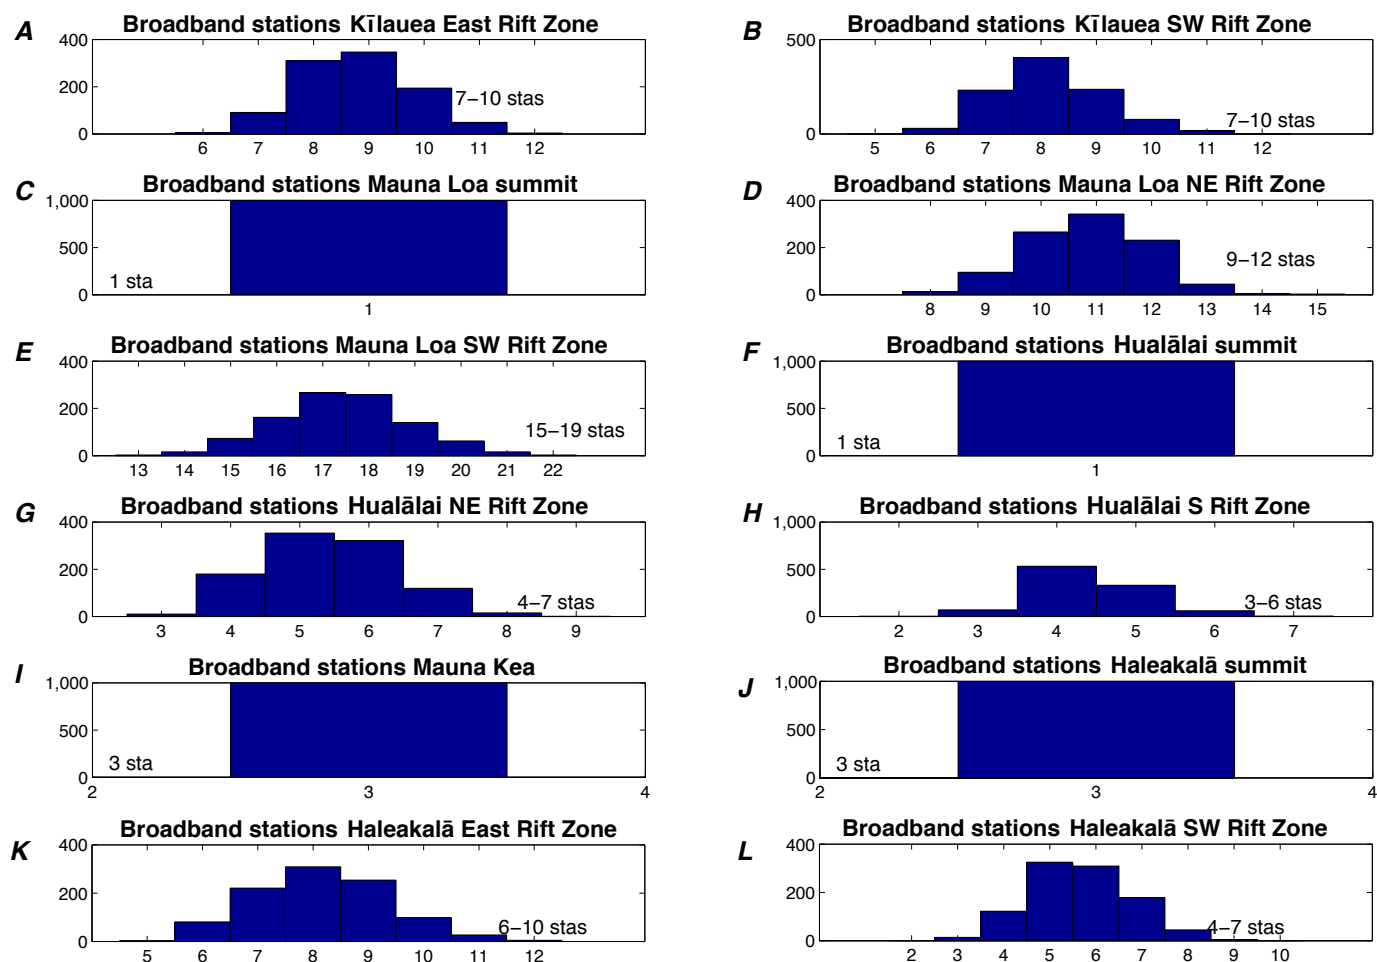 A
Broadband stations Kīlauea East Rift Zone
400
200
0
7–10 stas
6 7 8 9 10 11 12
B
Broadband stations Kīlauea SW Rift Zone
500
0
7–10 stas
5 6 7 8 9 10 11 12
C
Broadband stations Mauna Loa summit
1,000
500
0
1 sta
1
D
Broadband stations Mauna Loa NE Rift Zone
400
200
0
9–12 stas
8 9 10 11 12 13 14 15
E
Broadband stations Mauna Loa SW Rift Zone
400
200
0
15–19 stas
13 14 15 16 17 18 19 20 21 22
F
Broadband stations Hualālai summit
1,000
500
0
1 sta
1
G
Broadband stations Hualālai NE Rift Zone
400
200
0
4–7 stas
3 4 5 6 7 8 9
H
Broadband stations Hualālai S Rift Zone
1,000
500
0
3–6 stas
2 3 4 5 6 7
I
Broadband stations Mauna Kea
1,000
500
0
3 sta
2 3 4
J
Broadband stations Haleakalā summit
1,000
500
0
3 sta
2 3 4
K
Broadband stations Haleakalā East Rift Zone
400
200
0
6–10 stas
5 6 7 8 9 10 11 12
L
Broadband stations Haleakalā SW Rift Zone
400
200
0
4–7 stas
2 3 4 5 6 7 8 9 10